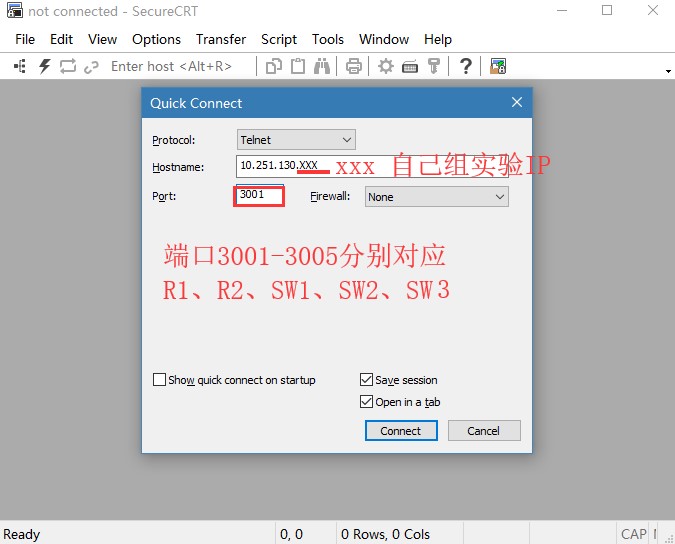 not connected - SecureCRT
File Edit View Options Transfer Script Tools Window Help
Enter host <Alt+R>
Quick Connect
Protocol: Telnet
Hostname: 10.251.130.XXX xxx 自己组实验IP
Port: 3001 Firewall: None
端口3001-3005分别对应
R1、R2、SW1、SW2、SW3
Show quick connect on startup Save session
Open in a tab
Connect Cancel
Ready 0, 0 0 Rows, 0 Cols CAP